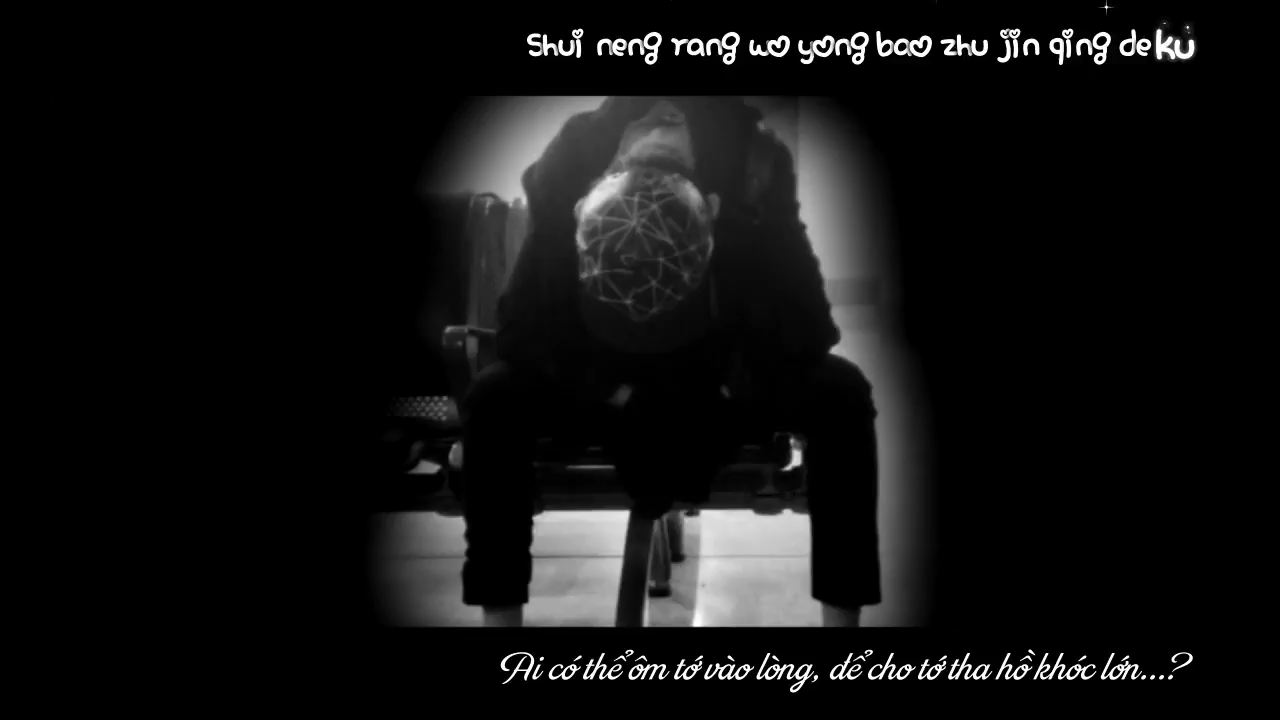 Shui neng rang wo yong bao zhu jin qing de ku
Ai có thể ôm tớ vào lòng, để cho tớ tha hồ khóc lớn...?